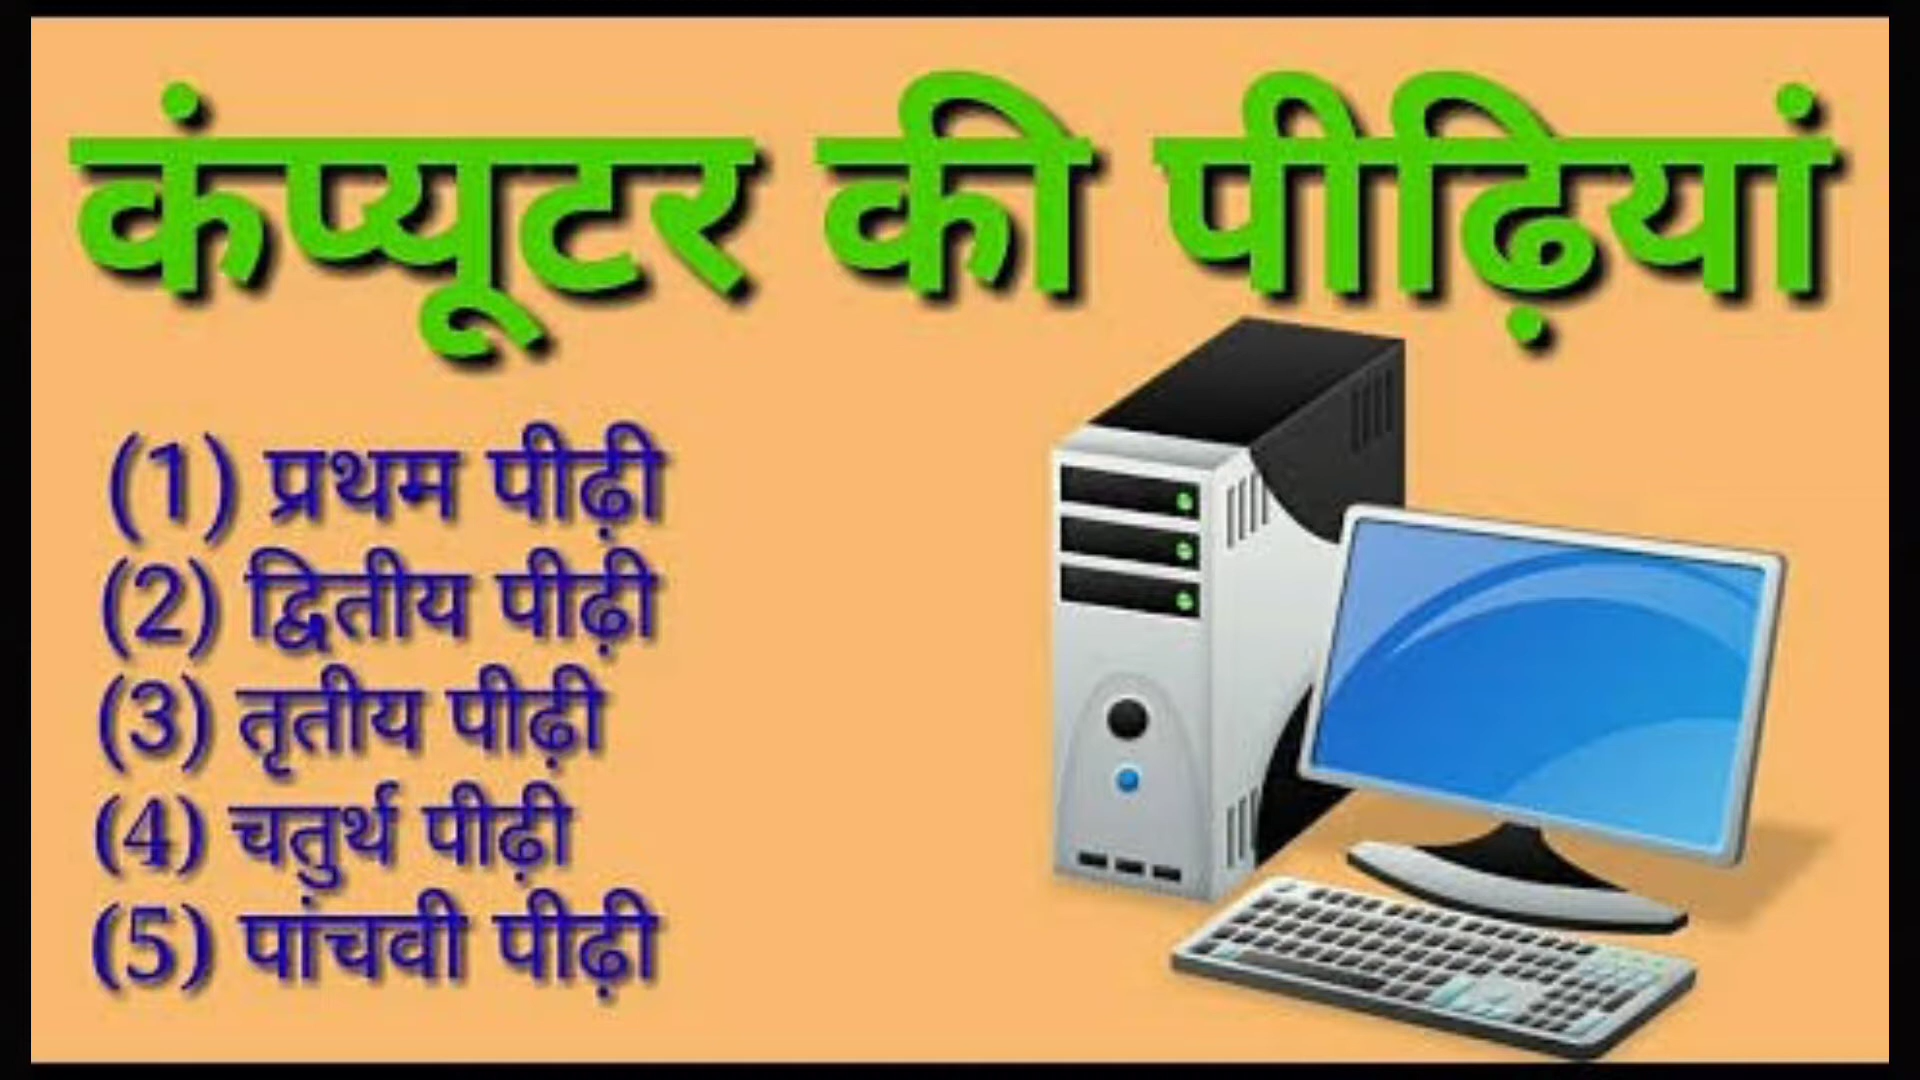 कंप्यूटर की पीढ़ियां
(1) प्रथम पीढ़ी
(2) द्वितीय पीढ़ी
(3) तृतीय पीढ़ी
(4) चतुर्थ पीढ़ी
(5) पांचवी पीढ़ी